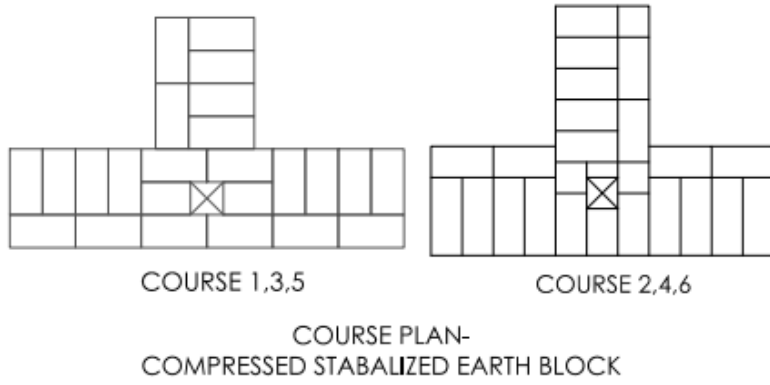 COURSE 1,3,5
COURSE 2,4,6
COURSE PLAN-
COMPRESSED STABALIZED EARTH BLOCK